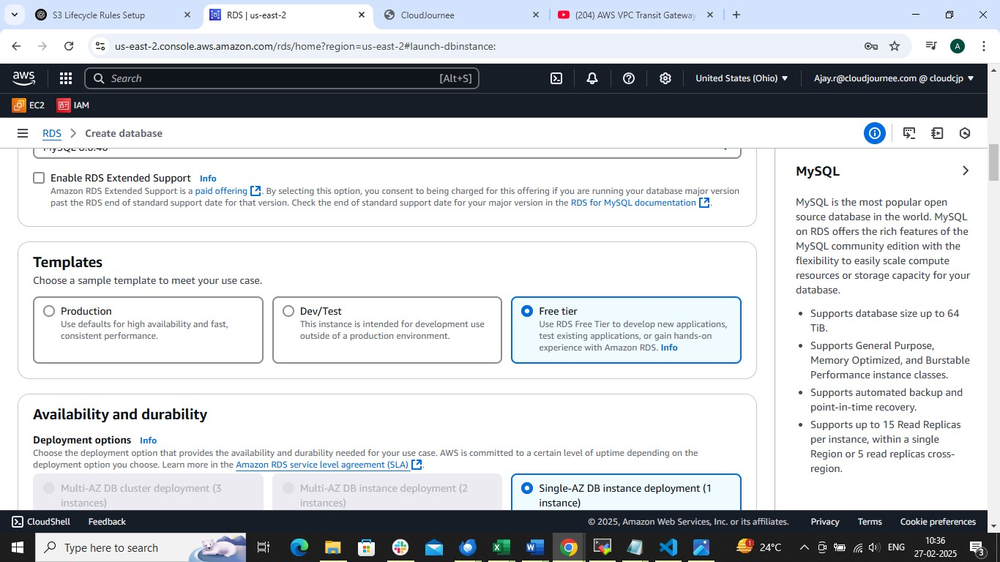 S3 Lifecycle Rules Setup
RDS | us-east-2
CloudJournee
(204) AWS VPC Transit Gateway
us-east-2.console.aws.amazon.com/rds/home?region=us-east-2#launch-dbinstance:
A
aws
Search
[Alt+S]
United States (Ohio)
Ajay.r@cloudjournee.com @ cloudcjp
EC2
IAM
RDS > Create database
MySQL 8.0.40
Enable RDS Extended Support Info
Amazon RDS Extended Support is a paid offering. By selecting this option, you consent to being charged for this offering if you are running your database major version
past the RDS end of standard support date for that version. Check the end of standard support date for your major version in the RDS for MySQL documentation.
Templates
Choose a sample template to meet your use case.
Production
Use defaults for high availability and fast,
consistent performance.
Dev/Test
This instance is intended for development use
outside of a production environment.
Free tier
Use RDS Free Tier to develop new applications,
test existing applications, or gain hands-on
experience with Amazon RDS. Info
Availability and durability
Deployment options Info
Choose the deployment option that provides the availability and durability needed for your use case. AWS is committed to a certain level of uptime depending on the
deployment option you choose. Learn more in the Amazon RDS service level agreement (SLA).
Multi-AZ DB cluster deployment (3
instances)
Multi-AZ DB instance deployment (2
instances)
Single-AZ DB instance deployment (1
instance)
MySQL
MySQL is the most popular open
source database in the world. MySQL
on RDS offers the rich features of the
MySQL community edition with the
flexibility to easily scale compute
resources or storage capacity for your
database.
• Supports database size up to 64
TiB.
• Supports General Purpose,
Memory Optimized, and Burstable
Performance instance classes.
• Supports automated backup and
point-in-time recovery.
• Supports up to 15 Read Replicas
per instance, within a single
Region or 5 read replicas cross-
region.
CloudShell
Feedback
© 2025, Amazon Web Services, Inc. or its affiliates.
Privacy
Terms
Cookie preferences
Type here to search
1
24°C
ENG
10:36
27-02-2025
3